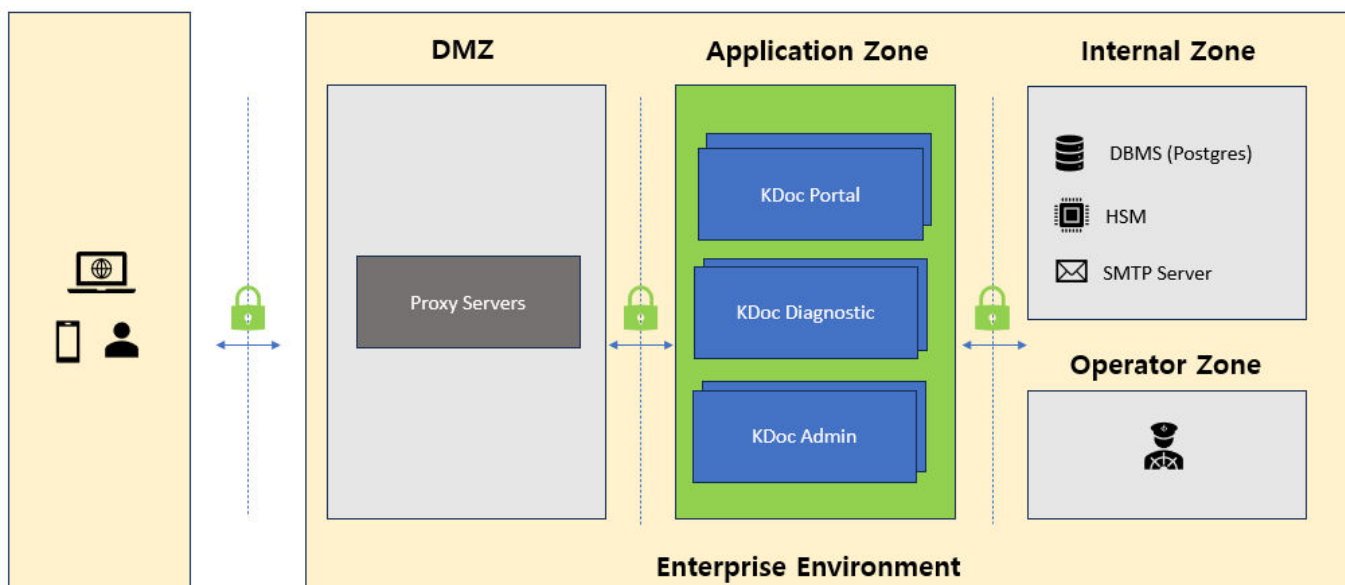 DMZ
Application Zone
Internal Zone
Proxy Servers
KDoc Portal
KDoc Diagnostic
KDoc Admin
DBMS (Postgres)
HSM
SMTP Server
Operator Zone
Enterprise Environment